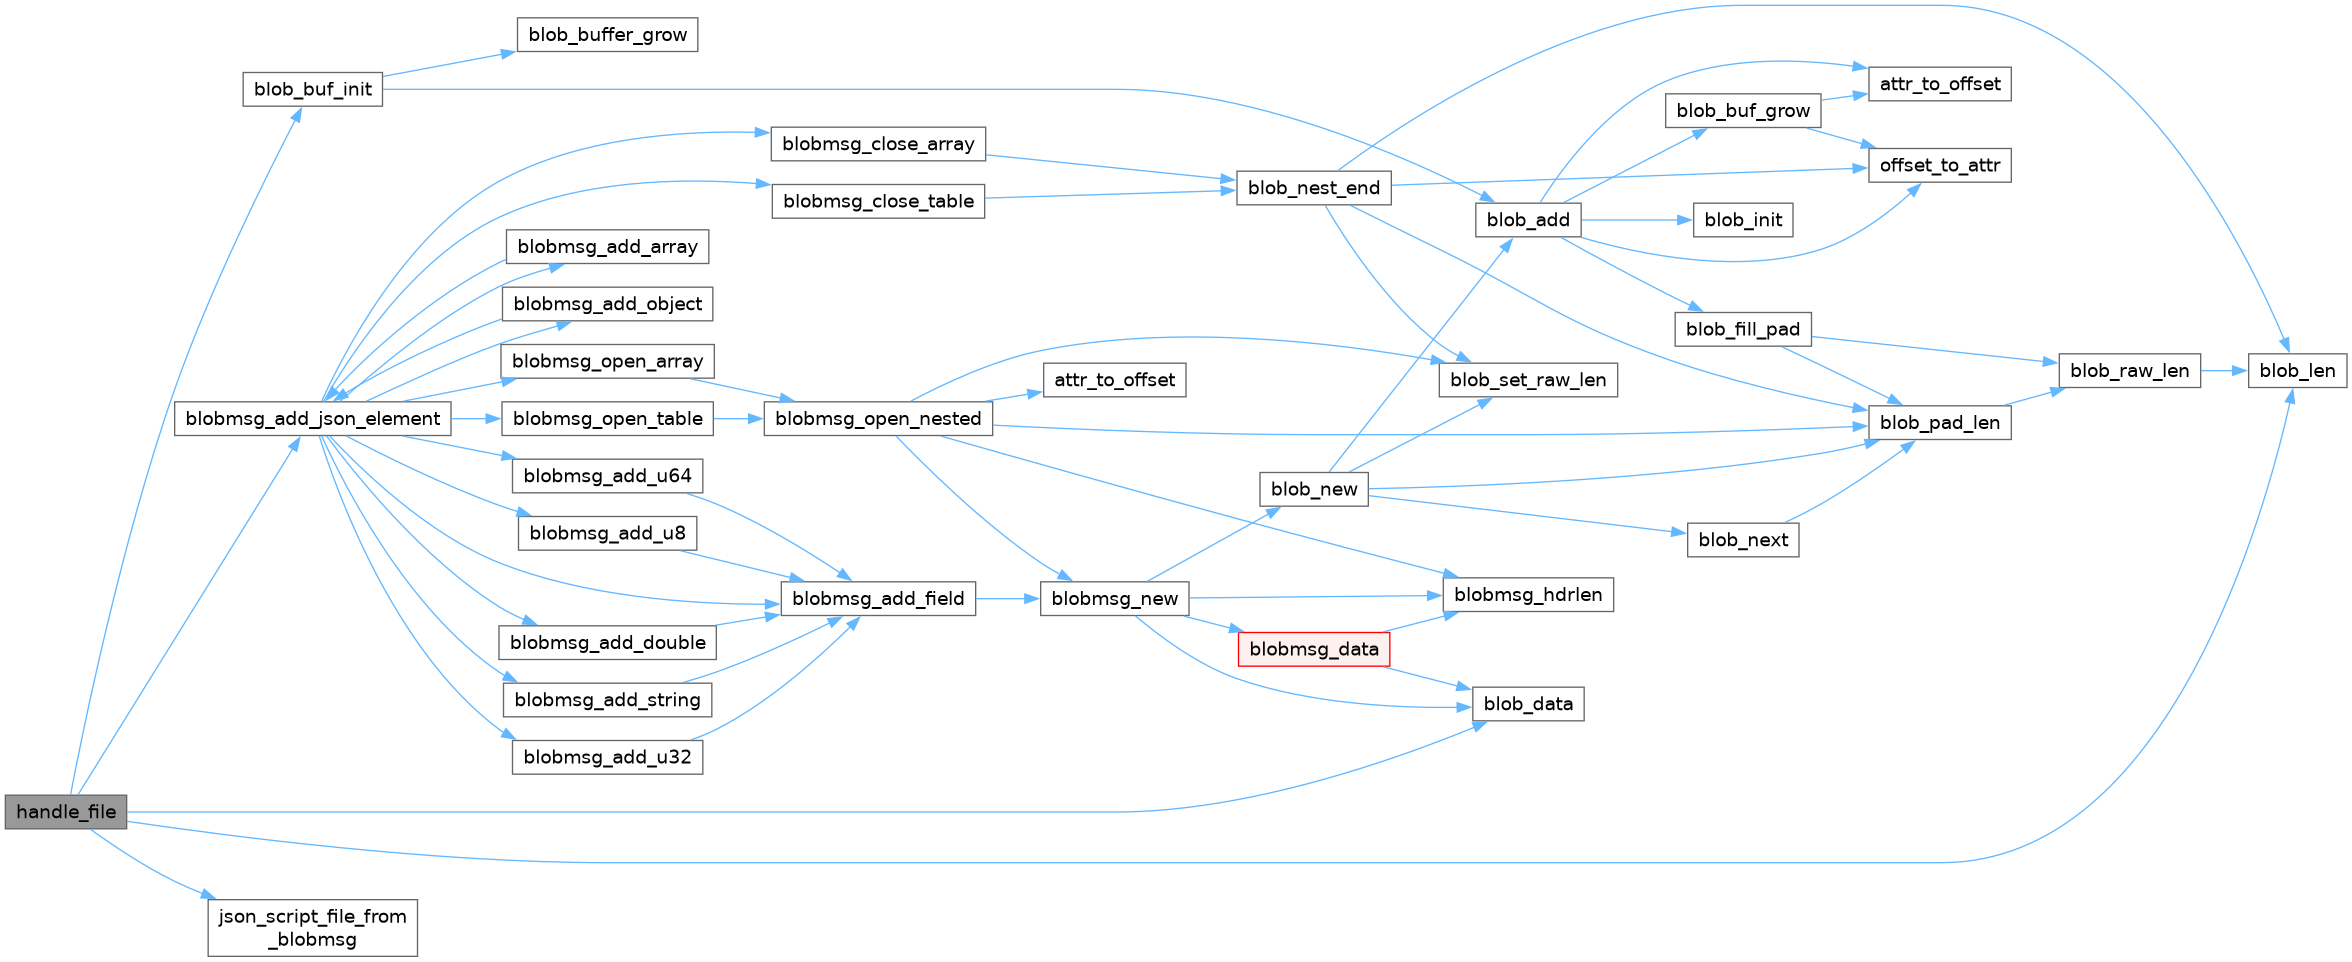 blob_buffer_grow
blob_buf_init
attr_to_offset
blob_buf_grow
blobmsg_close_array
offset_to_attr
blob_nest_end
blobmsg_close_table
blob_add
blob_init
blobmsg_add_array
blobmsg_add_object
blob_fill_pad
blobmsg_open_array
attr_to_offset
blob_set_raw_len
blob_raw_len
blob_len
blobmsg_add_json_element
blobmsg_open_table
blobmsg_open_nested
blob_pad_len
blobmsg_add_u64
blob_new
blobmsg_add_u8
blob_next
blobmsg_add_field
blobmsg_new
blobmsg_hdrlen
blobmsg_add_double
blobmsg_data
blobmsg_add_string
blob_data
blobmsg_add_u32
handle_file
json_script_file_from
_blobmsg